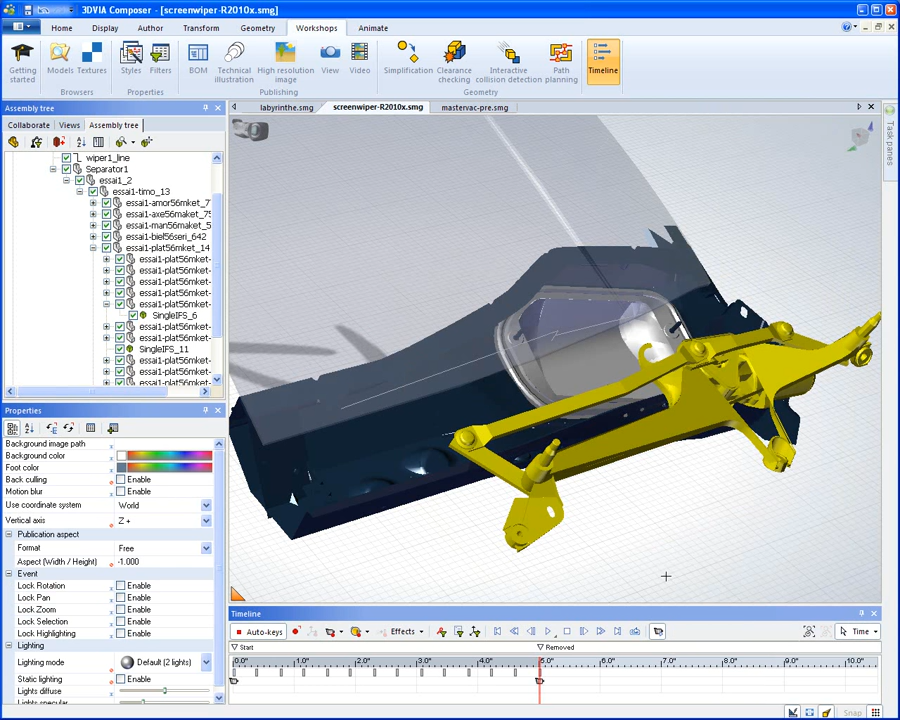 3DVIA Composer - [screenwiper-R2010x.smg]
Home Display Author Transform Geometry Workshops Animate
Getting started
Models
Textures
Browsers
Styles
Filters
Properties
BOM
Technical illustration
High resolution image
View
Video
Publishing
Simplification
Clearance checking
Interactive collision detection
Path planning
Geometry
Timeline
Assembly tree
labyrinthe.smg screenwiper-R2010x.smg mastervac-pre.smg
Task panes
Collaborate Views Assembly tree
wiper1_line
Separator1
essai1_2
essai1-timo_13
essai1-amor56mket_7
essai1-axe56maket_75
essai1-man56maket_5
essai1-biel56seri_642
essai1-plat56mket_14
essai1-plat56mket-
essai1-plat56mket-
essai1-plat56mket-
essai1-plat56mket-
essai1-plat56mket-
SingleIFS_6
essai1-plat56mket-
essai1-plat56mket-
SingleIFS_11
essai1-plat56mket-
essai1-plat56mket-
essai1-plat56mket-
Properties
Background image path
Background color
Foot color
Back culling Enable
Motion blur Enable
Use coordinate system World
Vertical axis Z +
Publication aspect
Format Free
Aspect (Width / Height) -1.000
Event
Lock Rotation Enable
Lock Pan Enable
Lock Zoom Enable
Lock Selection Enable
Lock Highlighting Enable
Lighting
Lighting mode Default (2 lights)
Static lighting Enable
Lights diffuse
Lights specular
Timeline
Auto-keys Effects Time
Start Removed
0.0" 1.0" 2.0" 3.0" 4.0" 5.0" 6.0" 7.0" 8.0" 9.0" 10.0"
Snap